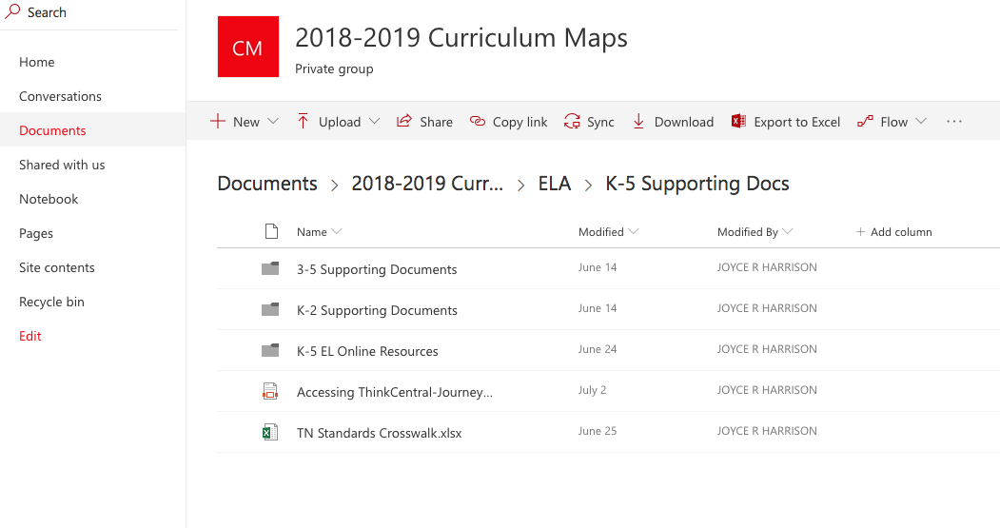 Search
Home
Conversations
Documents
Shared with us
Notebook
Pages
Site contents
Recycle bin
Edit
CM
2018-2019 Curriculum Maps
Private group
New Upload Share Copy link Sync Download Export to Excel Flow ...
Documents > 2018-2019 Curr... > ELA > K-5 Supporting Docs
Name Modified Modified By + Add column
3-5 Supporting Documents June 14 JOYCE R HARRISON
K-2 Supporting Documents June 14 JOYCE R HARRISON
K-5 EL Online Resources June 24 JOYCE R HARRISON
Accessing ThinkCentral-Journey... July 2 JOYCE R HARRISON
TN Standards Crosswalk.xlsx June 25 JOYCE R HARRISON